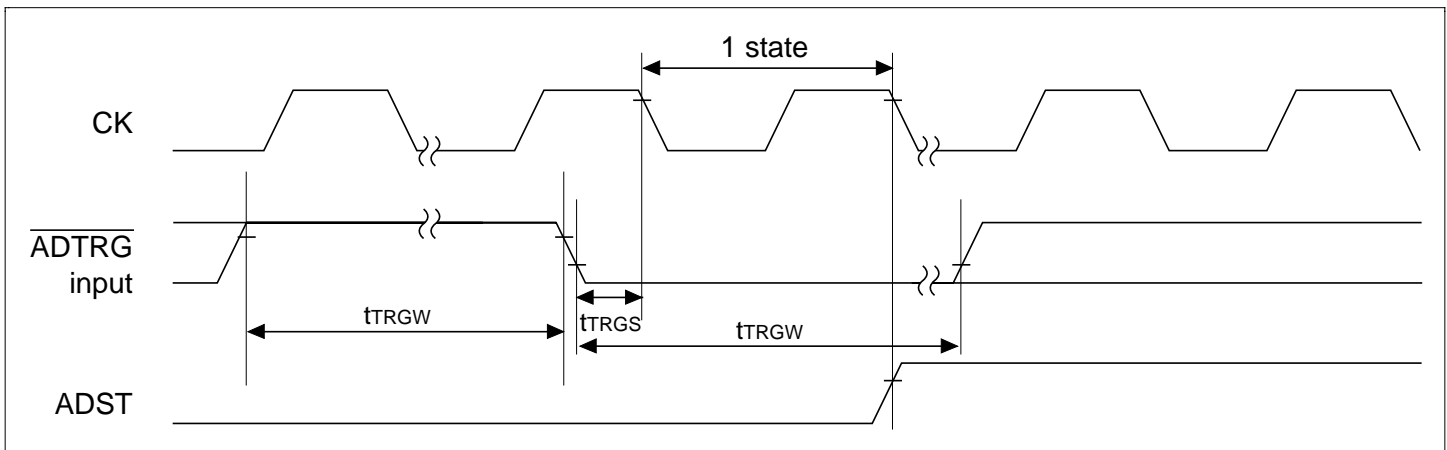 1 state
CK
ADTRG
input
tTRGW
tTRGS
tTRGW
ADST